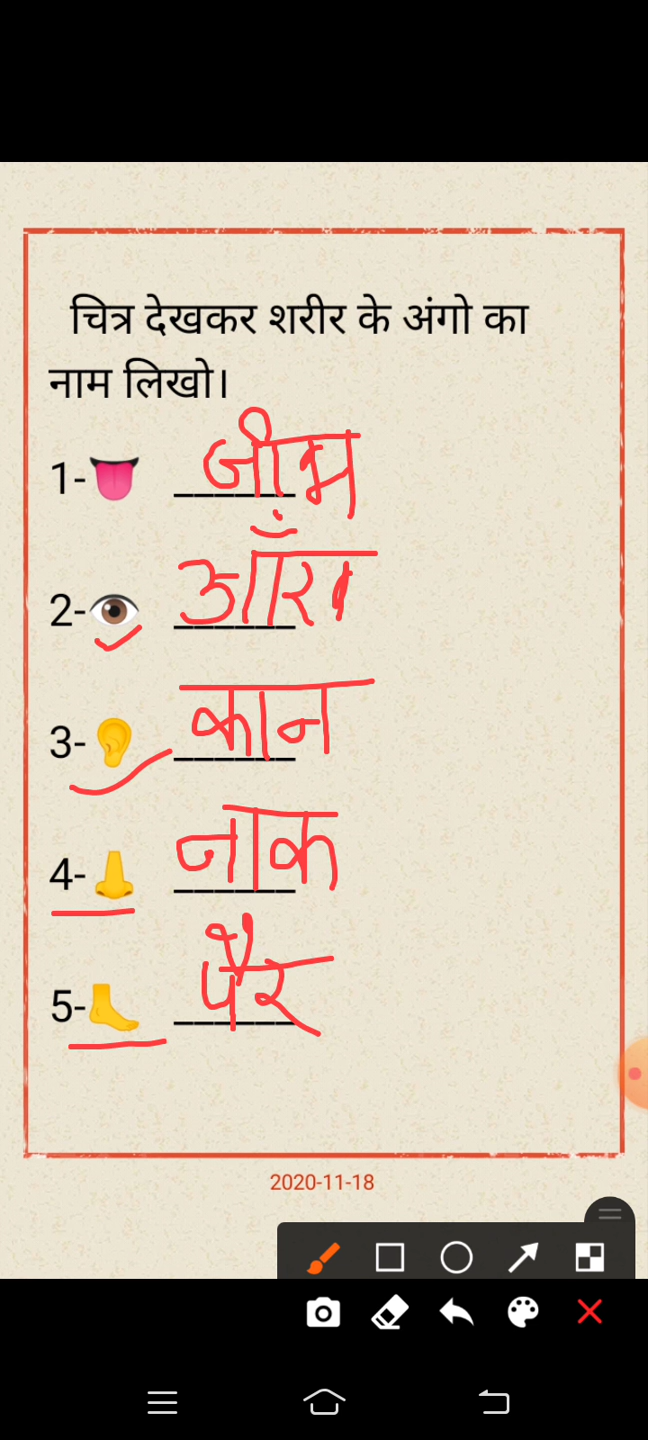 चित्र देखकर शरीर के अंगो का
नाम लिखो।
1-👅 जीभ
2-👁 आँख
3-👂 कान
4-👃 नाक
5-🦶 पैर
2020-11-18